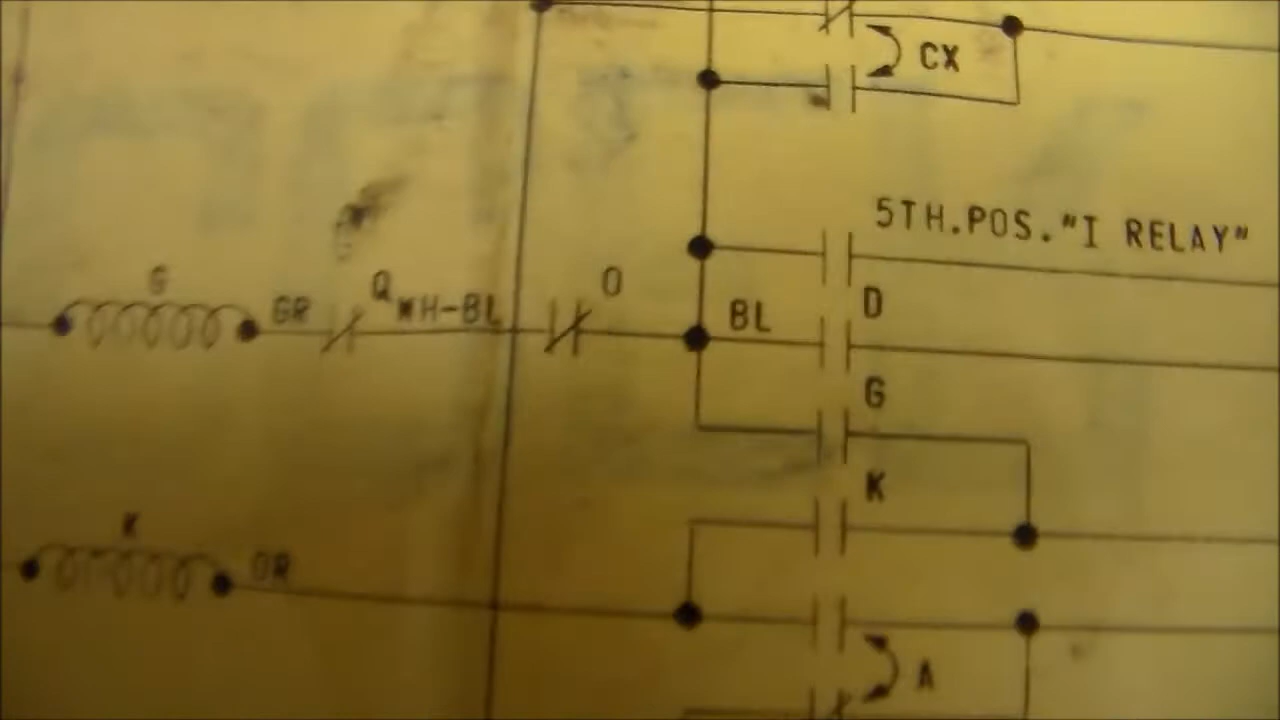 CX
5TH.POS."I RELAY"
G
GR
Q
WH-BL
O
BL
D
G
K
K
OR
A